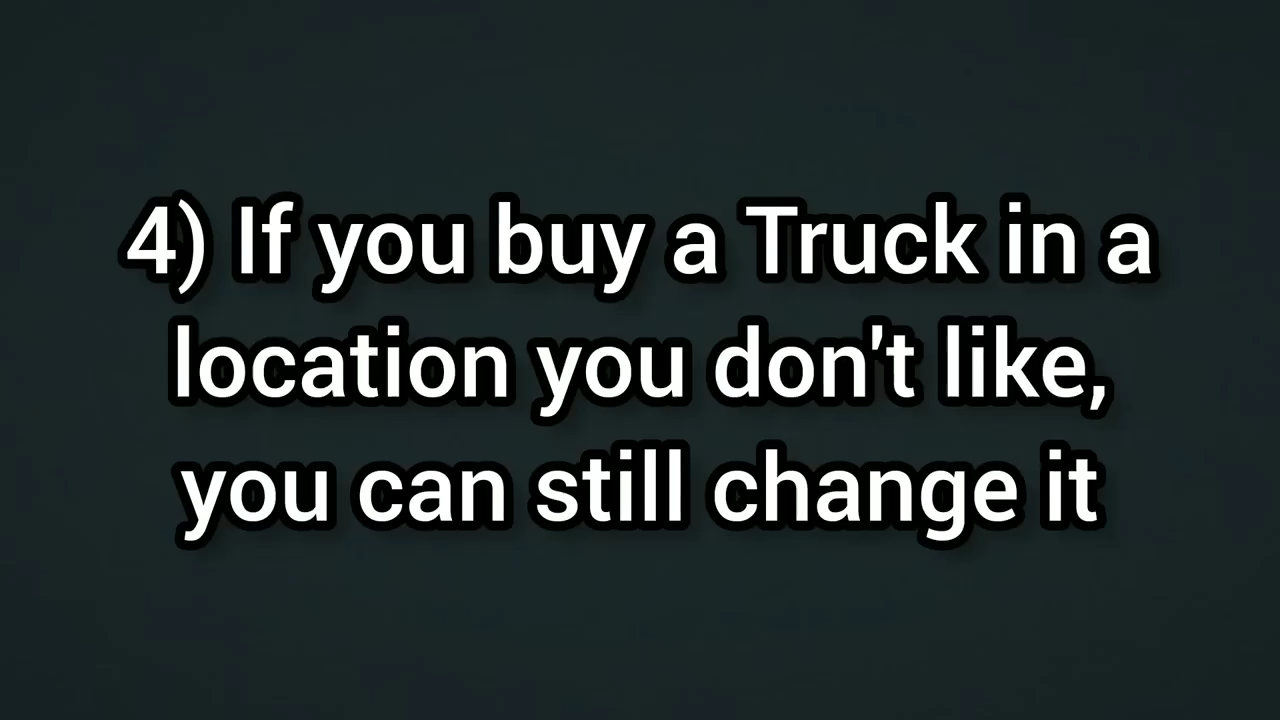 4) If you buy a Truck in a
location you don't like,
you can still change it